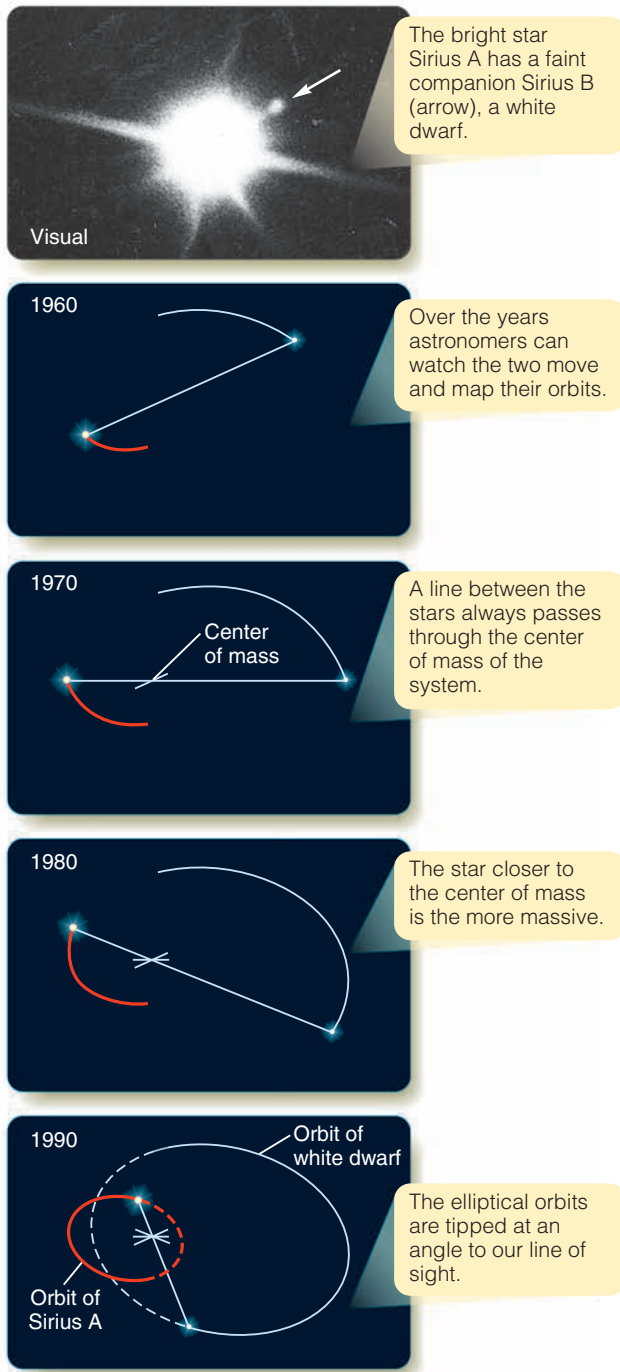 The bright star
Sirius A has a faint
companion Sirius B
(arrow), a white
dwarf.
Visual
1960
Over the years
astronomers can
watch the two move
and map their orbits.
1970
Center
of mass
A line between the
stars always passes
through the center
of mass of the
system.
1980
The star closer to
the center of mass
is the more massive.
1990
Orbit of
white dwarf
The elliptical orbits
are tipped at an
angle to our line of
sight.
Orbit of
Sirius A